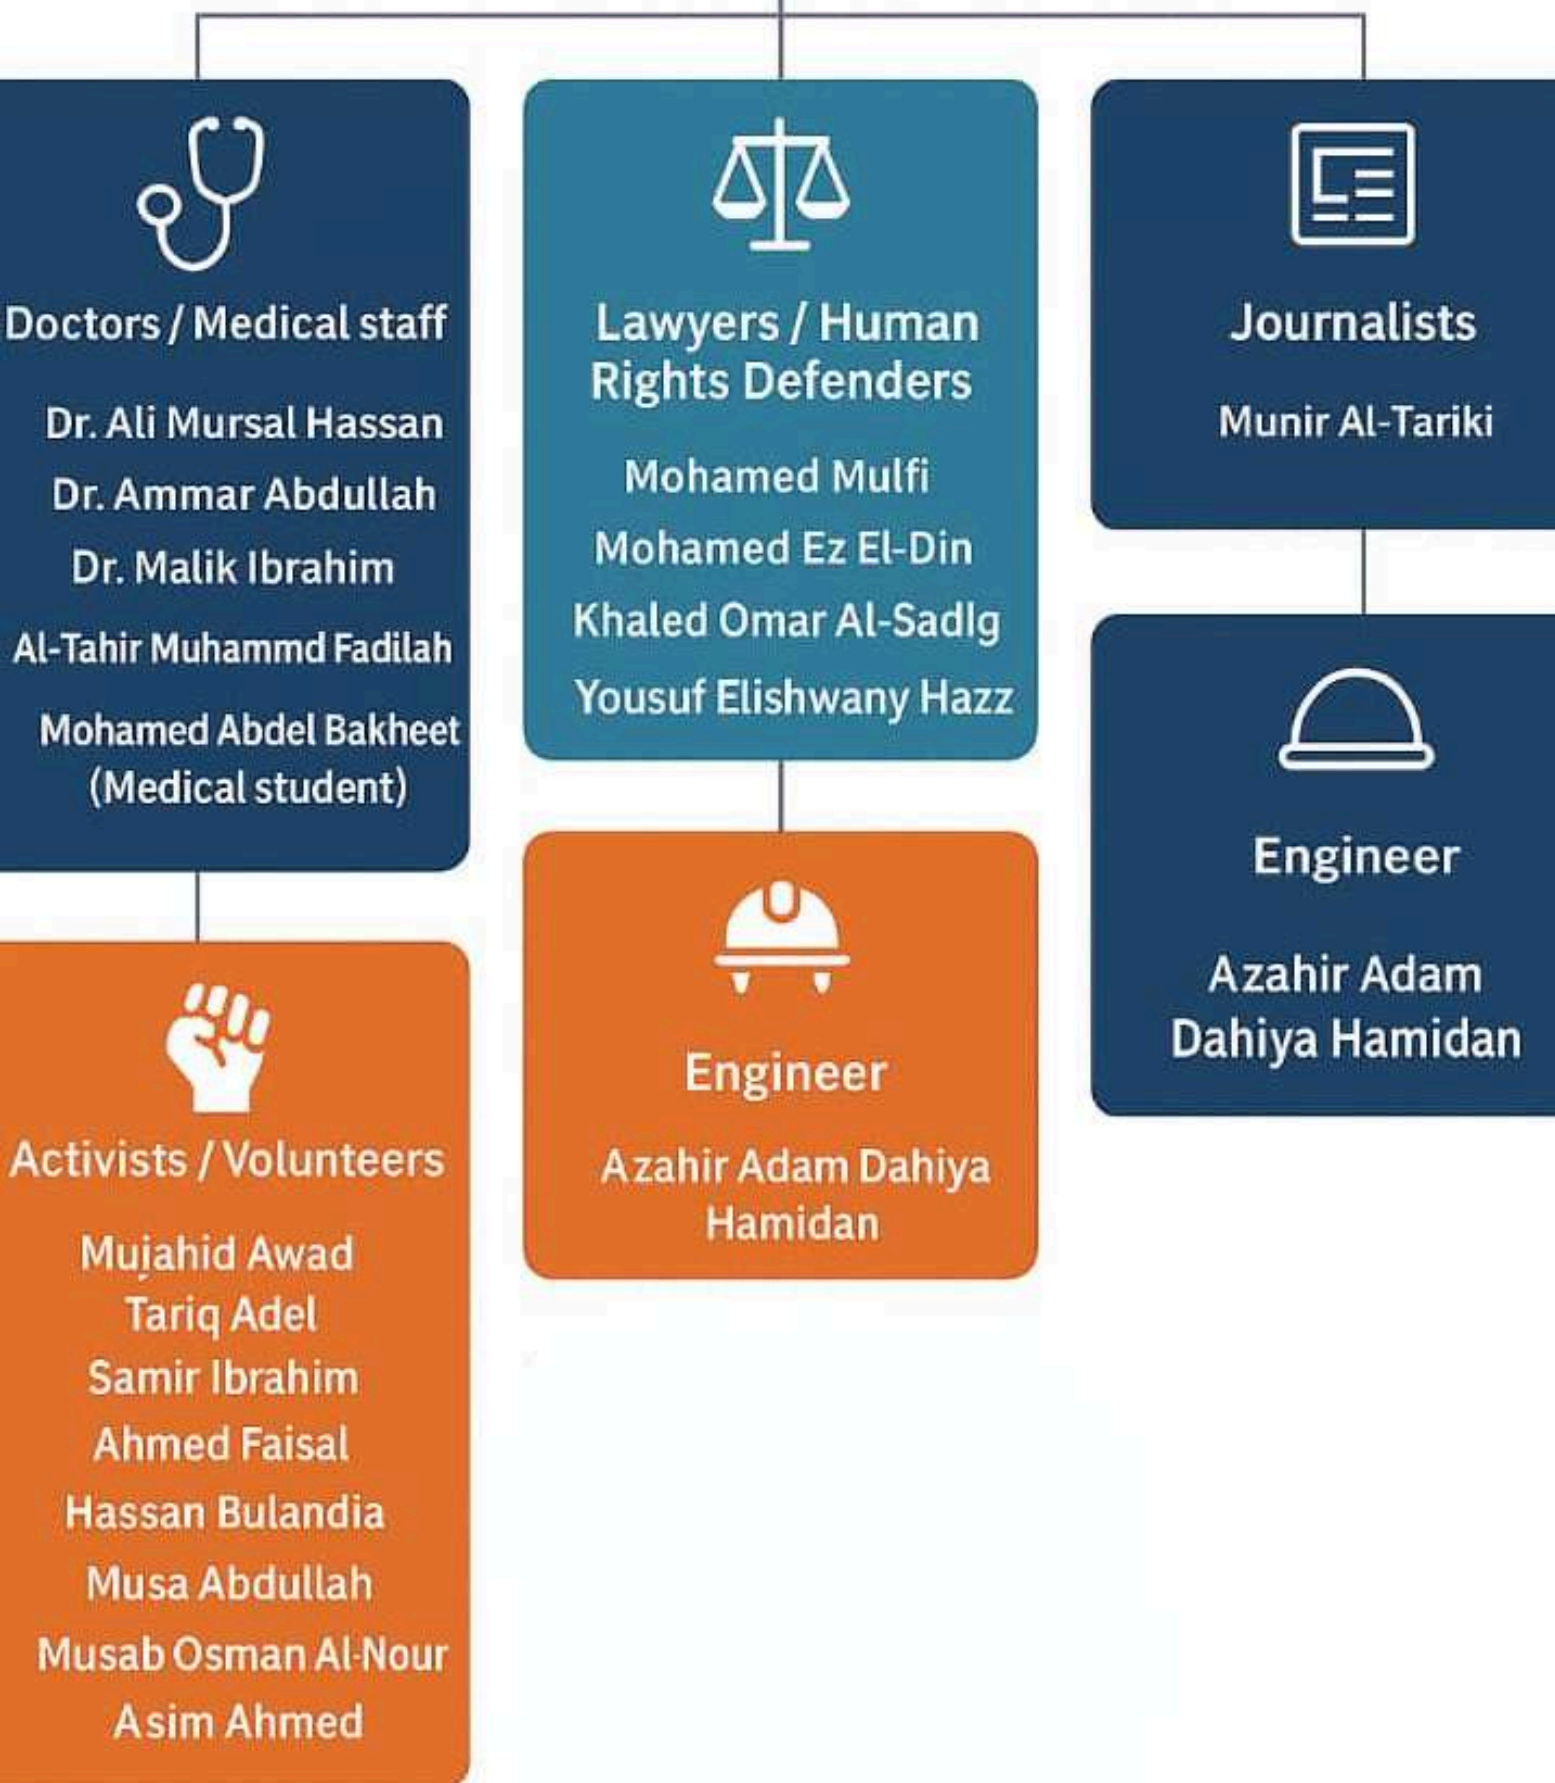 Doctors / Medical staff
Dr. Ali Mursal Hassan
Dr. Ammar Abdullah
Dr. Malik Ibrahim
Al-Tahir Muhammd Fadilah
Mohamed Abdel Bakheet
(Medical student)
Activists / Volunteers
Mujahid Awad
Tariq Adel
Samir Ibrahim
Ahmed Faisal
Hassan Bulandia
Musa Abdullah
Musab Osman Al-Nour
Asim Ahmed
Lawyers / Human
Rights Defenders
Mohamed Mulfi
Mohamed Ez El-Din
Khaled Omar Al-SadIg
Yousuf Elishwany Hazz
Engineer
Azahir Adam Dahiya
Hamidan
Journalists
Munir Al-Tariki
Engineer
Azahir Adam
Dahiya Hamidan